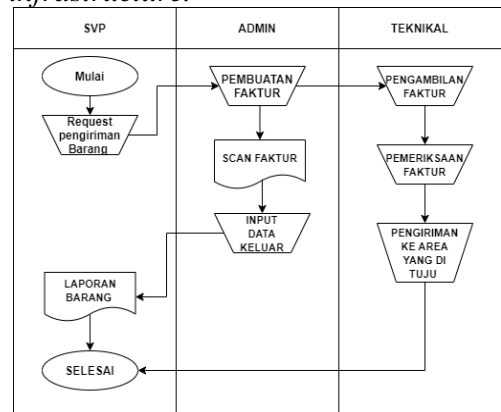 infrastructure.
SVP
ADMIN
TEKNIKAL
Mulai
Request
pengiriman
Barang
PEMBUATAN
FAKTUR
PENGAMBILAN
FAKTUR
SCAN FAKTUR
PEMERIKSAAN
FAKTUR
INPUT
DATA
KELUAR
PENGIRIMAN
KE AREA
YANG DI
TUJU
LAPORAN
BARANG
SELESAI